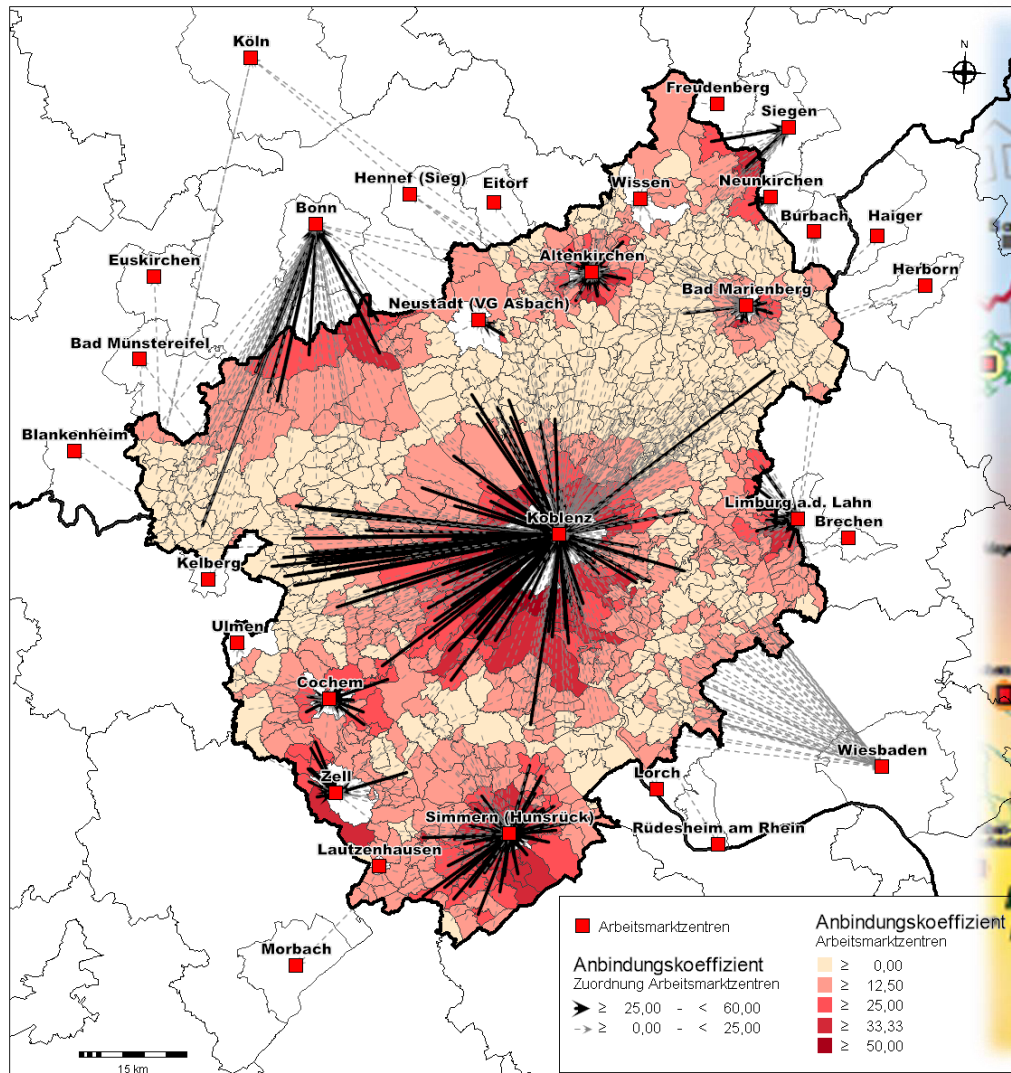 Köln
N
Freudenberg
Siegen
Hennef (Sieg)
Eitorf
Wissen
Neunkirchen
Bonn
Burbach
Haiger
Euskirchen
Altenkirchen
Herborn
Bad Marienberg
Neustadt (VG Asbach)
Bad Münstereifel
Blankenheim
Limburg a.d. Lahn
Koblenz
Brechen
Kelberg
Ulmen
Cochem
Wiesbaden
Zell
Lorch
Simmern (Hunsrück)
Rüdesheim am Rhein
Lautzenhausen
Morbach
15 km
Arbeitsmarktzentren
Anbindungskoeffizient
Zuordnung Arbeitsmarktzentren
≥ 25,00 - < 60,00
≥ 0,00 - < 25,00
Anbindungskoeffizient
Arbeitsmarktzentren
≥ 0,00
≥ 12,50
≥ 25,00
≥ 33,33
≥ 50,00